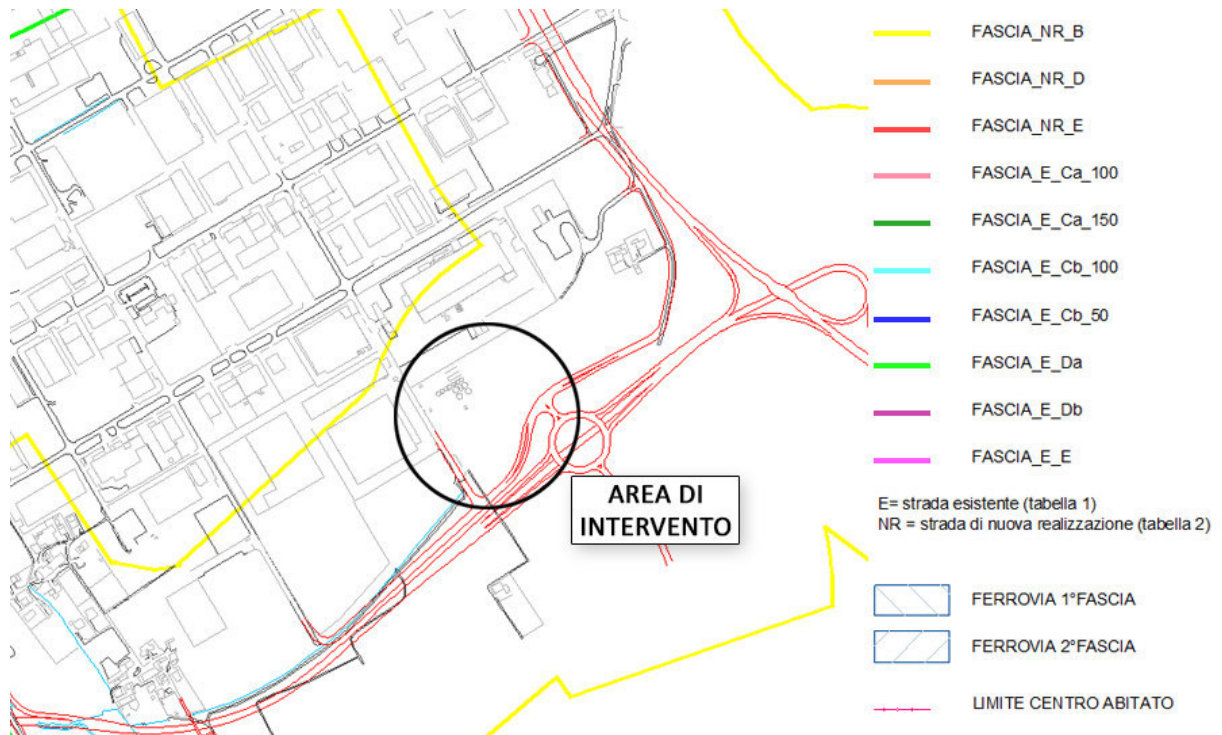 FASCIA_NR_B
FASCIA_NR_D
FASCIA_NR_E
FASCIA_E_Ca_100
FASCIA_E_Ca_150
FASCIA_E_Cb_100
FASCIA_E_Cb_50
FASCIA_E_Da
FASCIA_E_Db
FASCIA_E_E
AREA DI
INTERVENTO
E= strada esistente (tabella 1)
NR = strada di nuova realizzazione (tabella 2)
FERROVIA 1°FASCIA
FERROVIA 2°FASCIA
LIMITE CENTRO ABITATO